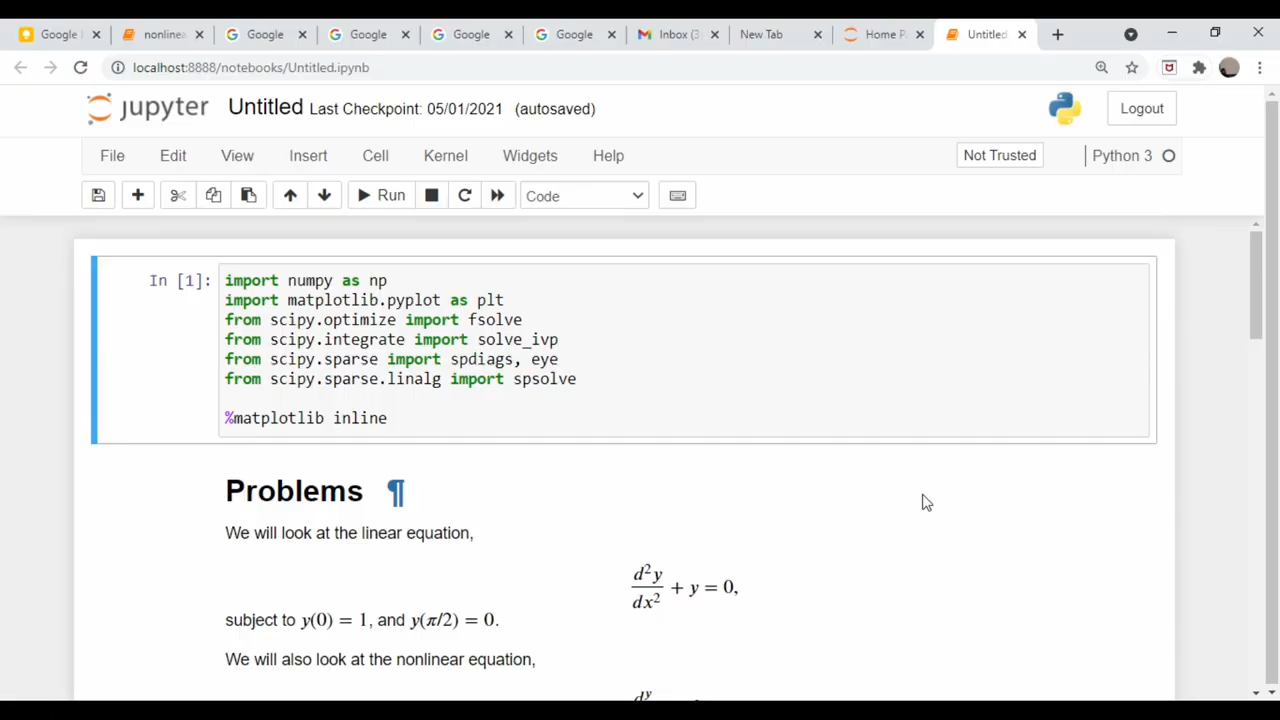 Google
nonlinea
Google
Google
Google
Google
Inbox (3)
New Tab
Home P
Untitled
localhost:8888/notebooks/Untitled.ipynb
jupyter Untitled Last Checkpoint: 05/01/2021 (autosaved)
Logout
File Edit View Insert Cell Kernel Widgets Help
Not Trusted
Python 3
Run
Code
In [1]:
import numpy as np
import matplotlib.pyplot as plt
from scipy.optimize import fsolve
from scipy.integrate import solve_ivp
from scipy.sparse import spdiags, eye
from scipy.sparse.linalg import spsolve
%matplotlib inline
Problems ¶
We will look at the linear equation,
d²y/dx² + y = 0,
subject to y(0) = 1, and y(π/2) = 0.
We will also look at the nonlinear equation,